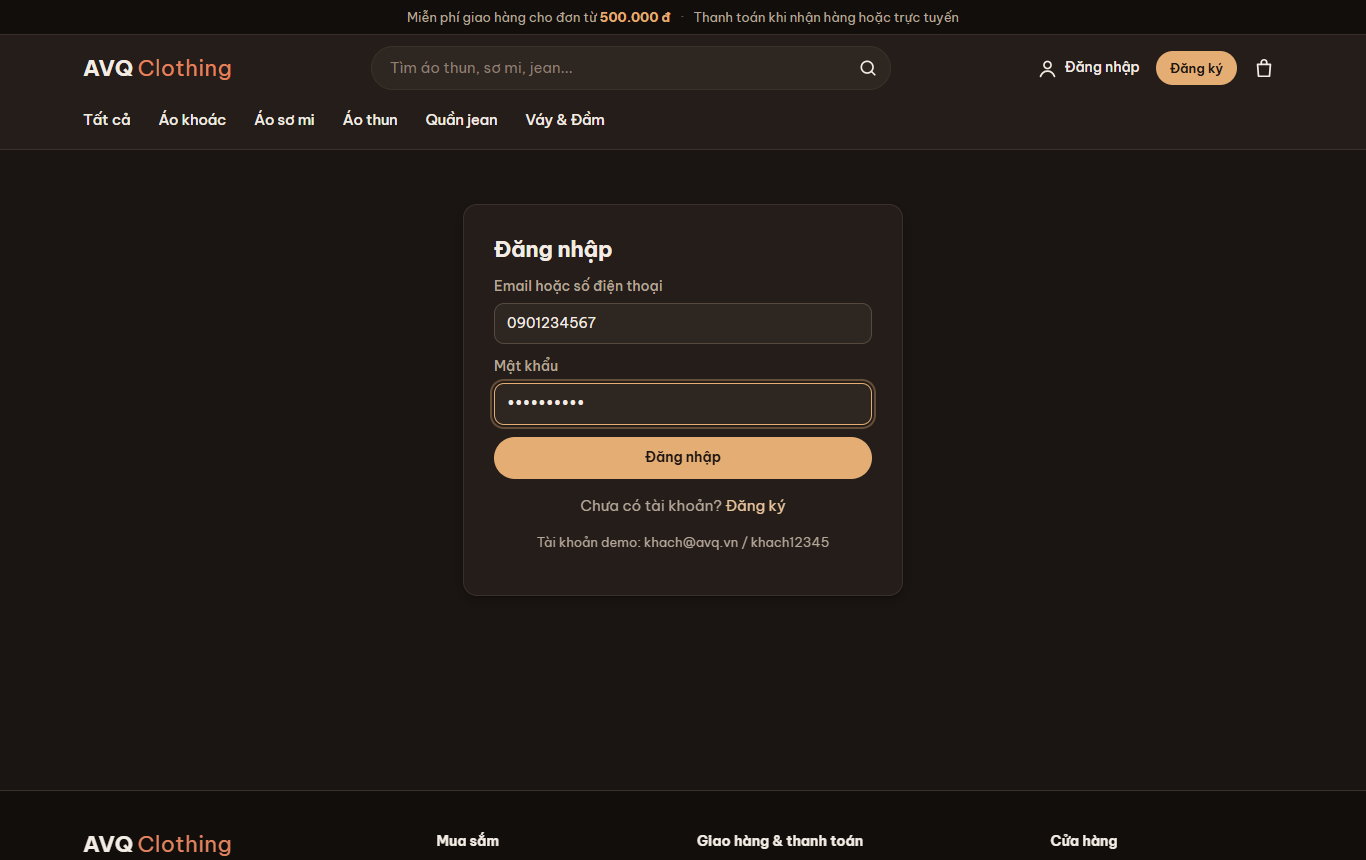 Miễn phí giao hàng cho đơn từ 500.000 đ · Thanh toán khi nhận hàng hoặc trực tuyến
AVQ Clothing
Tìm áo thun, sơ mi, jean...
Đăng nhập
Đăng ký
Tất cả Áo khoác Áo sơ mi Áo thun Quần jean Váy & Đầm
Đăng nhập
Email hoặc số điện thoại
0901234567
Mật khẩu
••••••••••
Đăng nhập
Chưa có tài khoản? Đăng ký
Tài khoản demo: khach@avq.vn / khach12345
AVQ Clothing
Mua sắm
Giao hàng & thanh toán
Cửa hàng